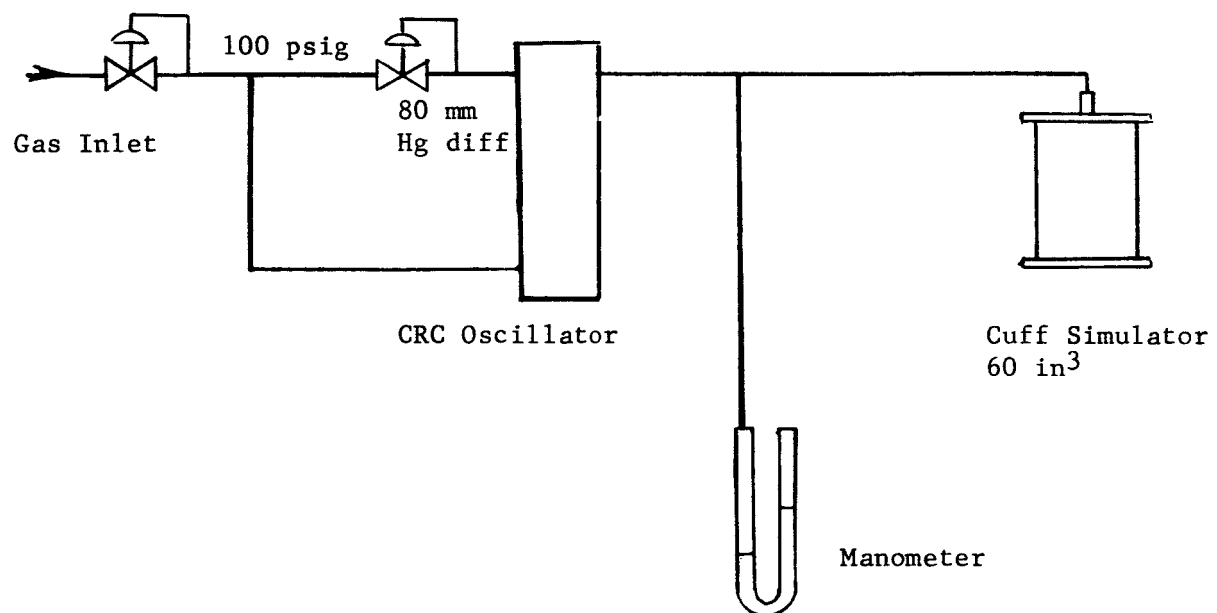 100 psig
80 mm
Hg diff
Gas Inlet
CRC Oscillator
Cuff Simulator
60 in³
Manometer